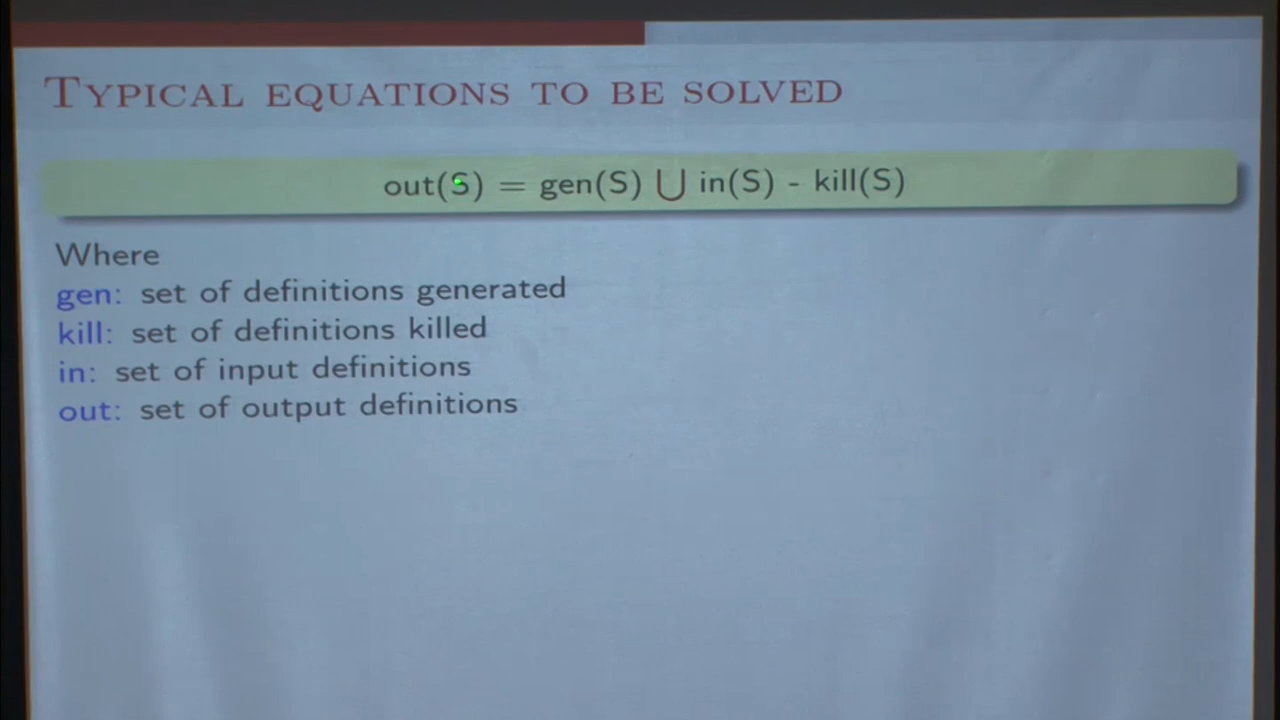 TYPICAL EQUATIONS TO BE SOLVED
out(S) = gen(S) ⋃ in(S) - kill(S)
Where
gen: set of definitions generated
kill: set of definitions killed
in: set of input definitions
out: set of output definitions